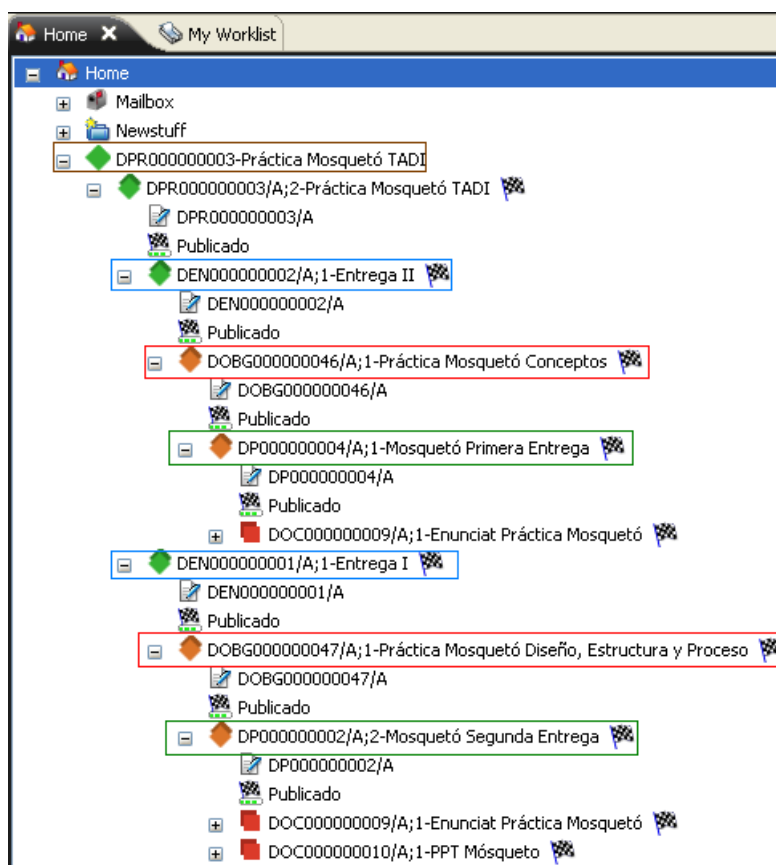 Home
My Worklist
Home
Mailbox
Newstuff
DPR000000003-Práctica Mosquetó TADI
DPR000000003/A;2-Práctica Mosquetó TADI
DPR000000003/A
Publicado
DEN000000002/A;1-Entrega II
DEN000000002/A
Publicado
DOBG000000046/A;1-Práctica Mosquetó Conceptos
DOBG000000046/A
Publicado
DP000000004/A;1-Mosquetó Primera Entrega
DP000000004/A
Publicado
DOC000000009/A;1-Enunciat Práctica Mosquetó
DEN000000001/A;1-Entrega I
DEN000000001/A
Publicado
DOBG000000047/A;1-Práctica Mosquetó Diseño, Estructura y Proceso
DOBG000000047/A
Publicado
DP000000002/A;2-Mosquetó Segunda Entrega
DP000000002/A
Publicado
DOC000000009/A;1-Enunciat Práctica Mosquetó
DOC000000010/A;1-PPT Mósqueto